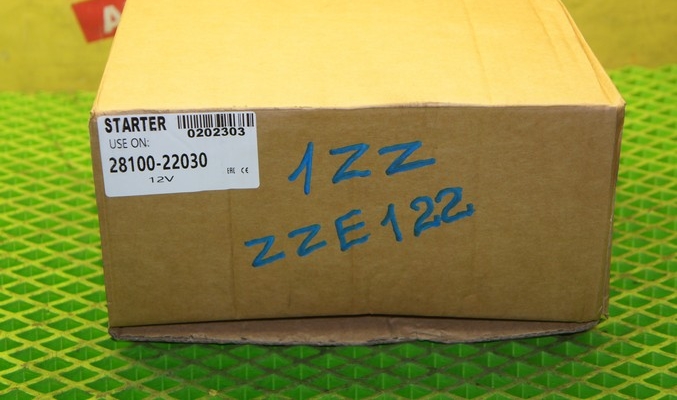 STARTER
0202303
USE ON:
28100-22030
12V
EAC CE
1ZZ
ZZE122